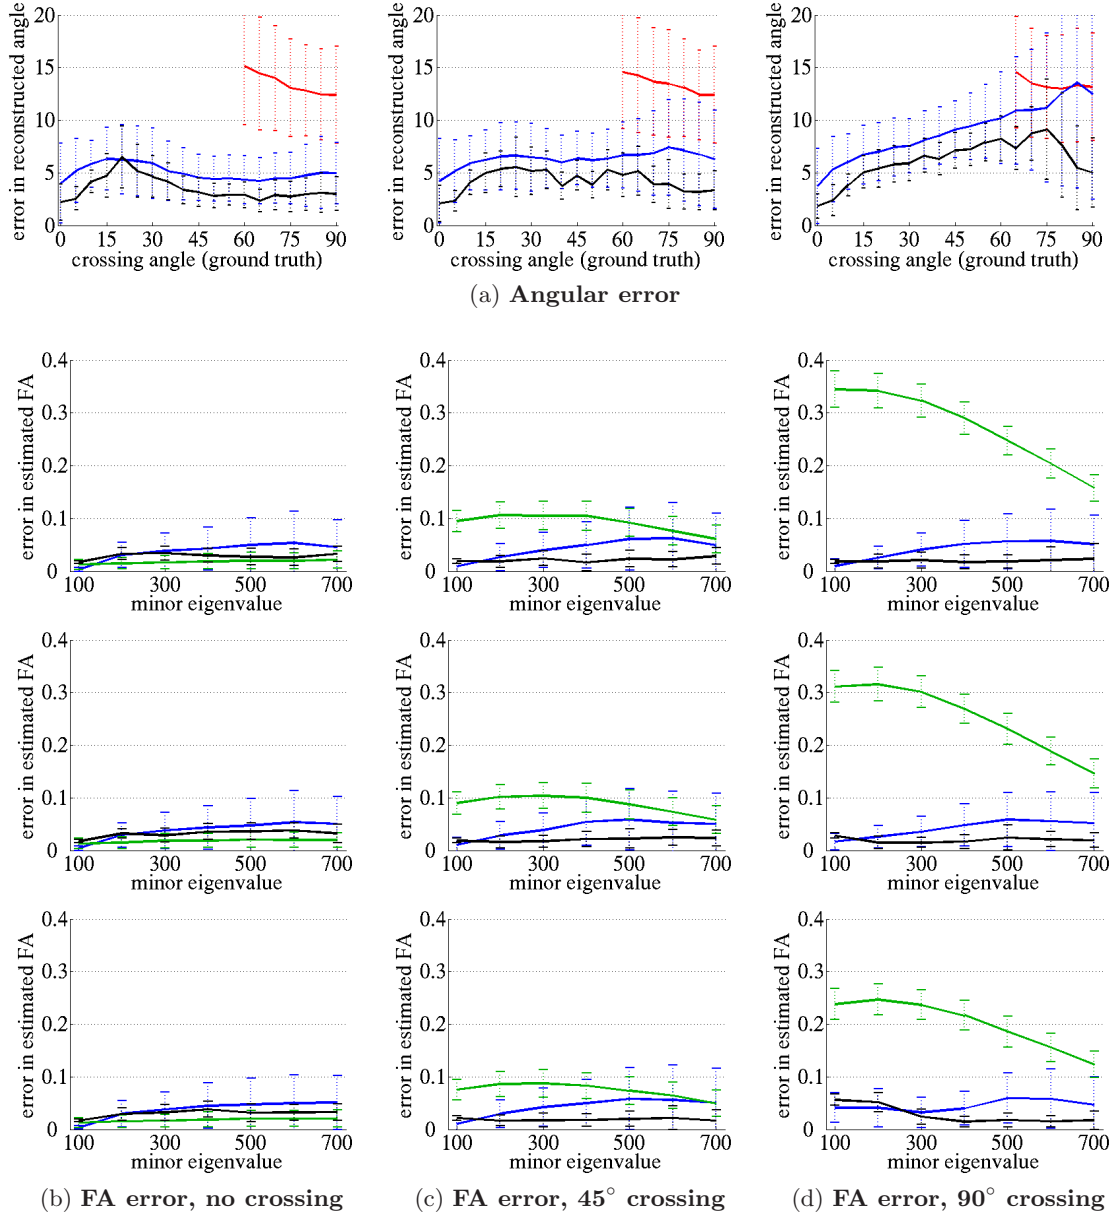 error in reconstructed angle
20
15
10
5
0
0 15 30 45 60 75 90
crossing angle (ground truth)
error in reconstructed angle
20
15
10
5
0
0 15 30 45 60 75 90
crossing angle (ground truth)
error in reconstructed angle
20
15
10
5
0
0 15 30 45 60 75 90
crossing angle (ground truth)
(a) Angular error
error in estimated FA
0.4
0.3
0.2
0.1
0
100 300 500 700
minor eigenvalue
error in estimated FA
0.4
0.3
0.2
0.1
0
100 300 500 700
minor eigenvalue
error in estimated FA
0.4
0.3
0.2
0.1
0
100 300 500 700
minor eigenvalue
error in estimated FA
0.4
0.3
0.2
0.1
0
100 300 500 700
minor eigenvalue
error in estimated FA
0.4
0.3
0.2
0.1
0
100 300 500 700
minor eigenvalue
error in estimated FA
0.4
0.3
0.2
0.1
0
100 300 500 700
minor eigenvalue
error in estimated FA
0.4
0.3
0.2
0.1
0
100 300 500 700
minor eigenvalue
error in estimated FA
0.4
0.3
0.2
0.1
0
100 300 500 700
minor eigenvalue
error in estimated FA
0.4
0.3
0.2
0.1
0
100 300 500 700
minor eigenvalue
(b) FA error, no crossing
(c) FA error, 45° crossing
(d) FA error, 90° crossing